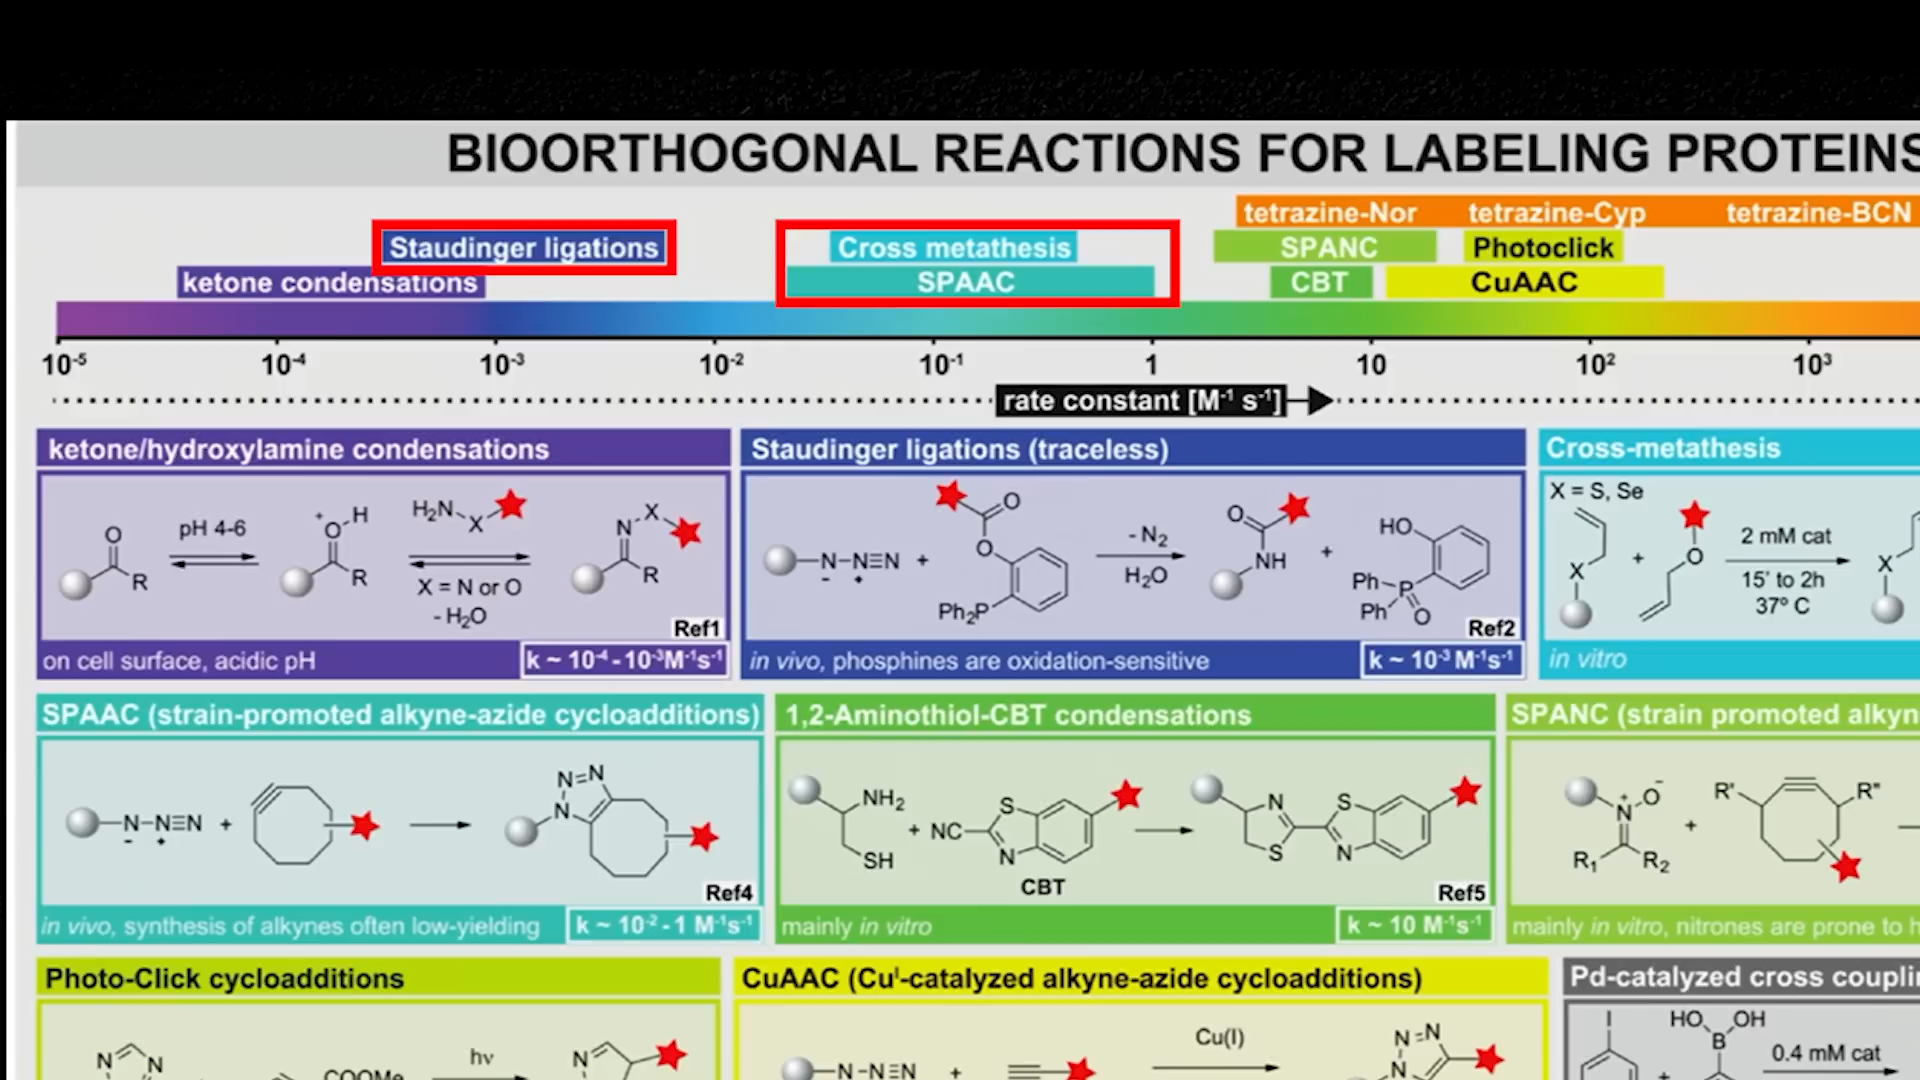 BIOORTHOGONAL REACTIONS FOR LABELING PROTEINS
tetrazine-Nor tetrazine-Cyp tetrazine-BCN
Staudinger ligations Cross metathesis SPANC Photoclick
ketone condensations SPAAC CBT CuAAC
10-5 10-4 10-3 10-2 10-1 1 10 10² 10³
rate constant [M-1 s-1]
ketone/hydroxylamine condensations
O
R
pH 4-6
+
O H
R
H2N X
X = N or O
- H2O
N X
R
Ref1
on cell surface, acidic pH
k ~ 10-4 - 10-3M-1s-1
Staudinger ligations (traceless)
N-N≡N +
- +
O
O
Ph2P
- N2
H2O
O
NH
+
HO
Ph P
Ph O
Ref2
in vivo, phosphines are oxidation-sensitive
k ~ 10-3 M-1s-1
Cross-metathesis
X = S, Se
X
+
O
2 mM cat
15' to 2h
37º C
X
in vitro
SPAAC (strain-promoted alkyne-azide cycloadditions)
N-N≡N +
- +
N=N
N
Ref4
in vivo, synthesis of alkynes often low-yielding
k ~ 10-2 - 1 M-1s-1
1,2-Aminothiol-CBT condensations
NH2
SH
+ NC
S
N
CBT
N
S
S
N
Ref5
mainly in vitro
k ~ 10 M-1s-1
SPANC (strain promoted alkyn
N + O -
R1 R2
+
R' R"
mainly in vitro, nitrones are prone to h
Photo-Click cycloadditions
N N
COOMe
hν
N
CuAAC (CuI-catalyzed alkyne-azide cycloadditions)
N-N≡N +
Cu(I)
N=N
N
Pd-catalyzed cross couplin
I
+
HO OH
B
0.4 mM cat